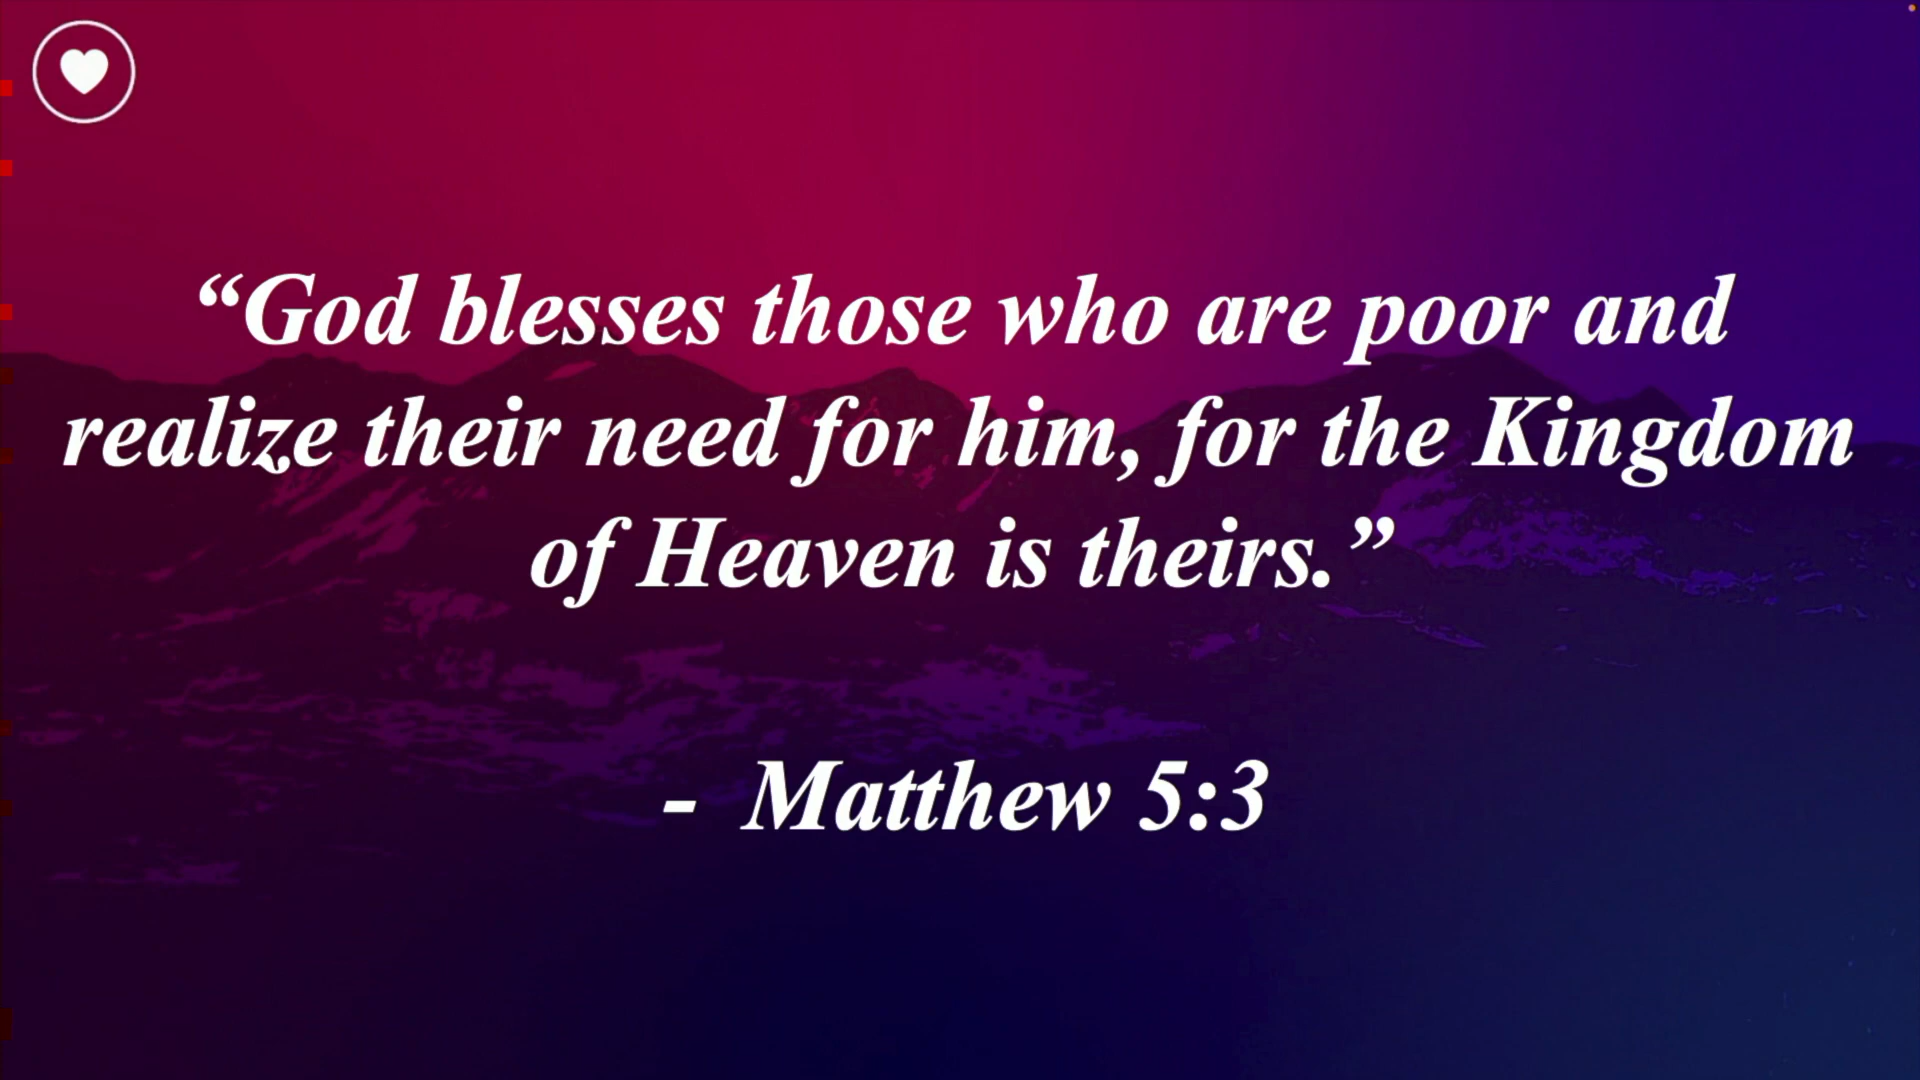 “God blesses those who are poor and
realize their need for him, for the Kingdom
of Heaven is theirs.”
- Matthew 5:3